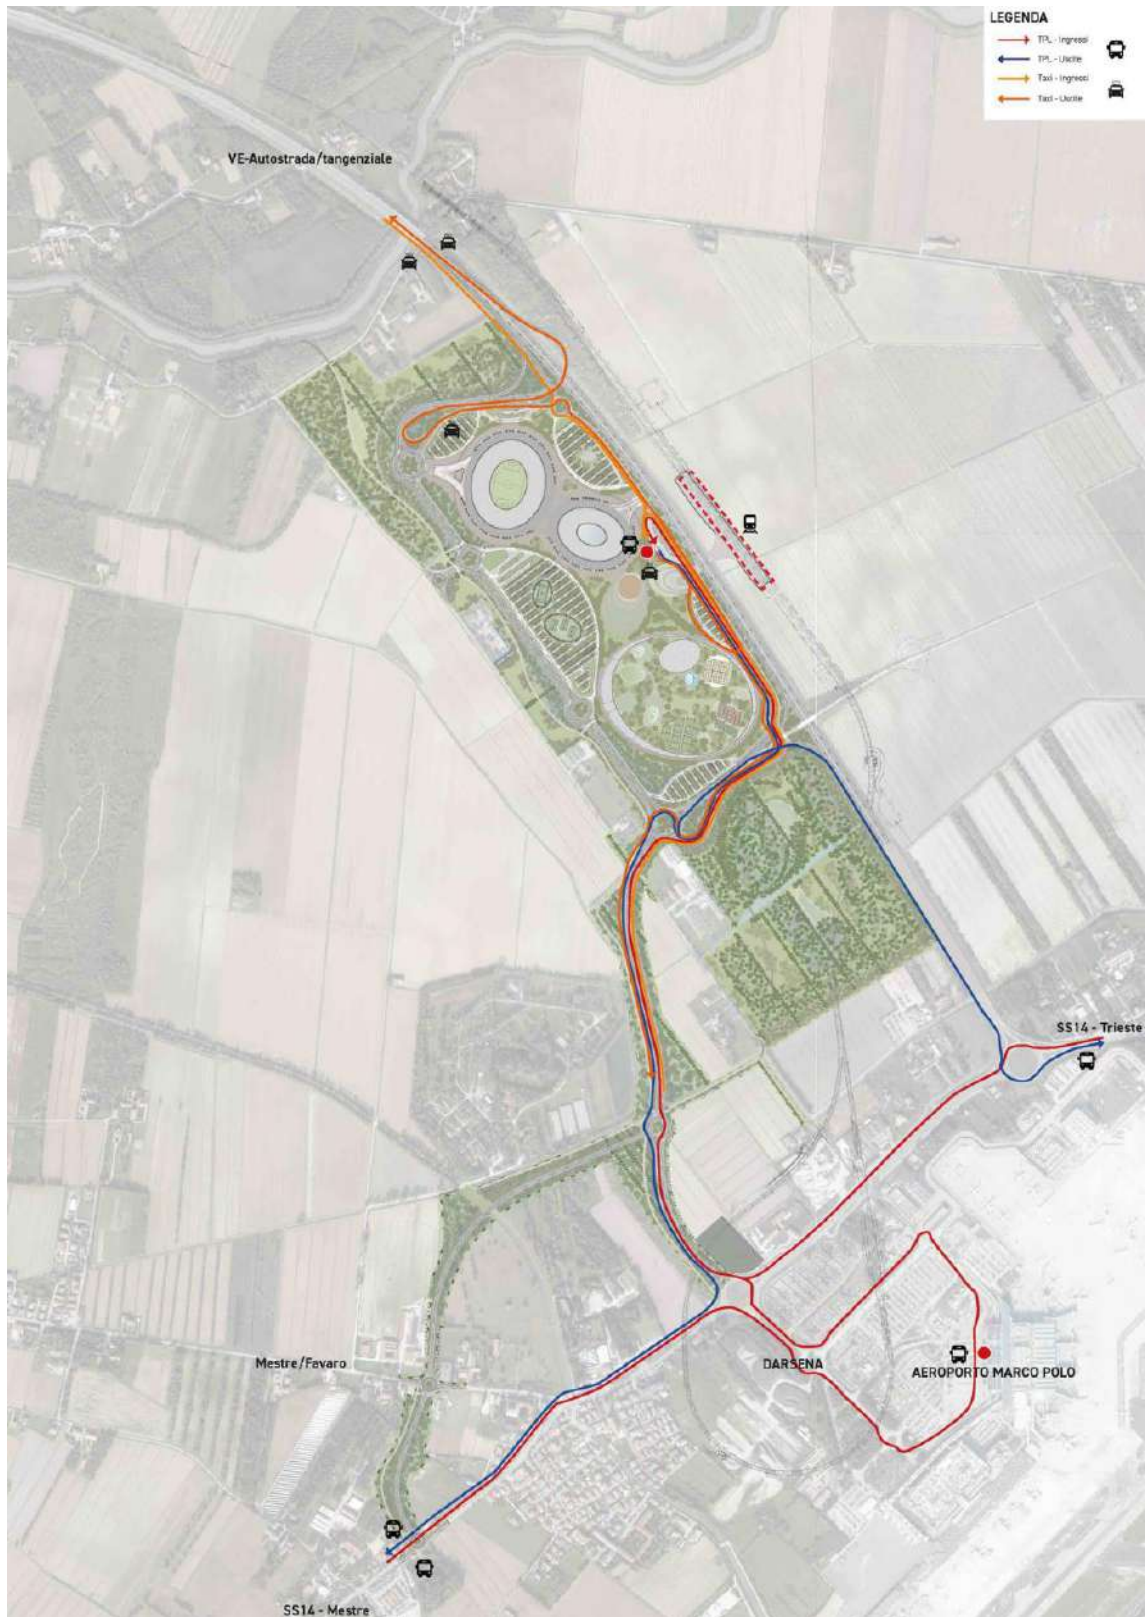 LEGENDA
TPL - Ingressi
TPL - Uscite
Taxi - Ingressi
Taxi - Uscite
VE-Autostrada/tangenziale
SS14 - Trieste
Mestre/Favaro
DARSENA
AEROPORTO MARCO POLO
SS14 - Mestre